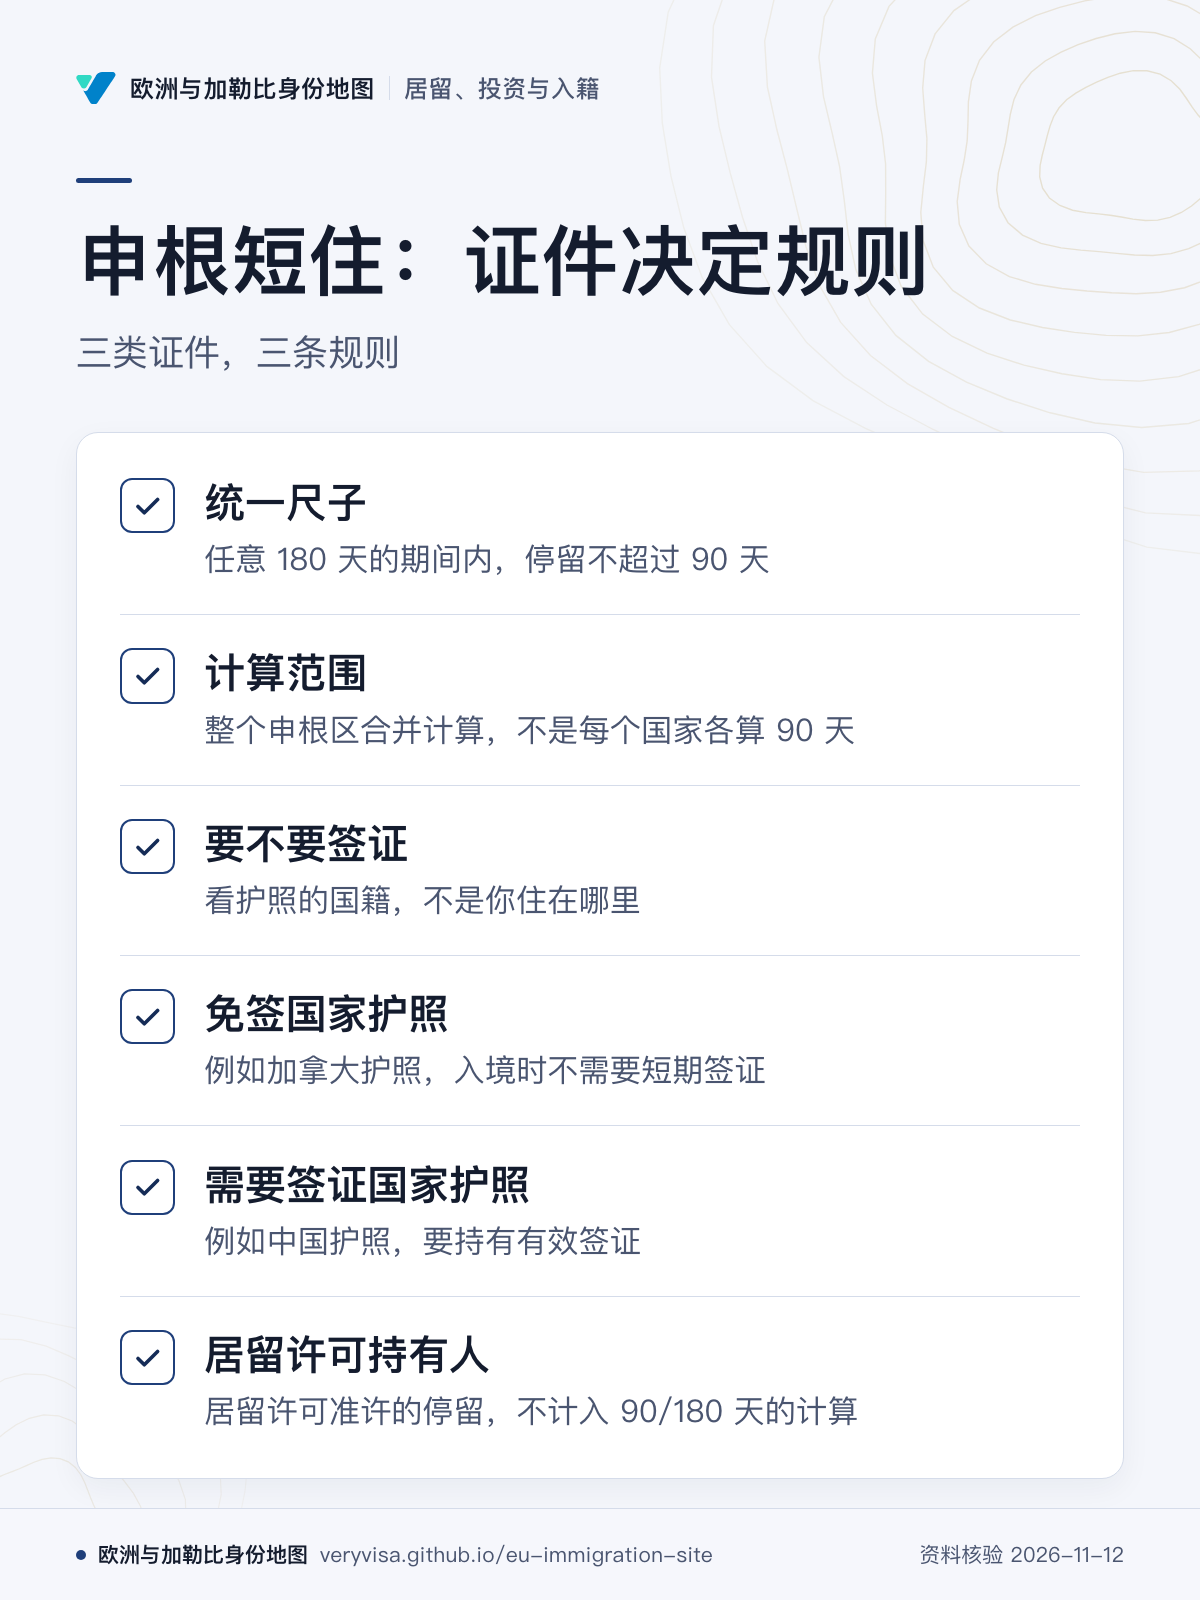 欧洲与加勒比身份地图 居留、投资与入籍
申根短住：证件决定规则
三类证件，三条规则
统一尺子
任意 180 天的期间内，停留不超过 90 天
计算范围
整个申根区合并计算，不是每个国家各算 90 天
要不要签证
看护照的国籍，不是你住在哪里
免签国家护照
例如加拿大护照，入境时不需要短期签证
需要签证国家护照
例如中国护照，要持有有效签证
居留许可持有人
居留许可准许的停留，不计入 90/180 天的计算
欧洲与加勒比身份地图 veryvisa.github.io/eu-immigration-site 资料核验 2026-11-12